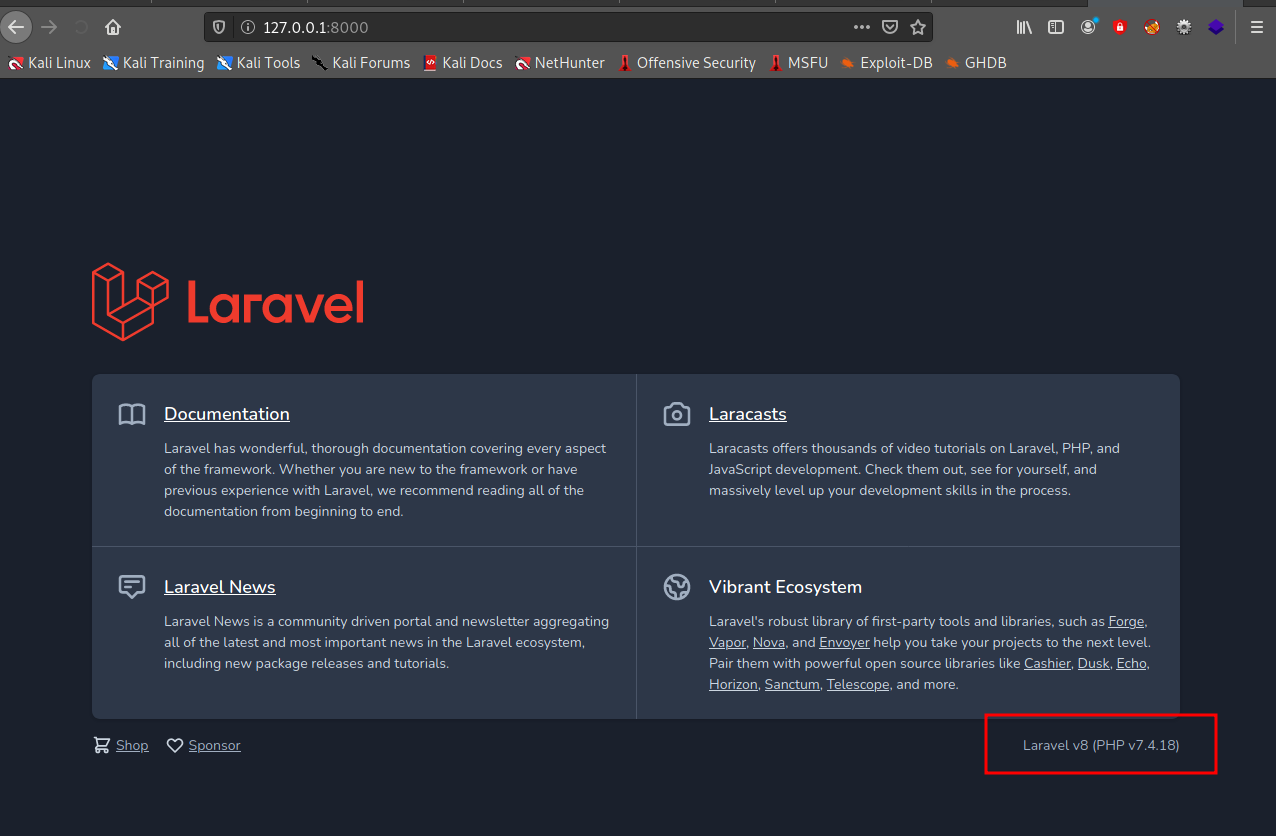 127.0.0.1:8000
Kali Linux Kali Training Kali Tools Kali Forums Kali Docs NetHunter Offensive Security MSFU Exploit-DB GHDB
Laravel
Documentation
Laravel has wonderful, thorough documentation covering every aspect
of the framework. Whether you are new to the framework or have
previous experience with Laravel, we recommend reading all of the
documentation from beginning to end.
Laracasts
Laracasts offers thousands of video tutorials on Laravel, PHP, and
JavaScript development. Check them out, see for yourself, and
massively level up your development skills in the process.
Laravel News
Laravel News is a community driven portal and newsletter aggregating
all of the latest and most important news in the Laravel ecosystem,
including new package releases and tutorials.
Vibrant Ecosystem
Laravel's robust library of first-party tools and libraries, such as Forge,
Vapor, Nova, and Envoyer help you take your projects to the next level.
Pair them with powerful open source libraries like Cashier, Dusk, Echo,
Horizon, Sanctum, Telescope, and more.
Shop Sponsor
Laravel v8 (PHP v7.4.18)